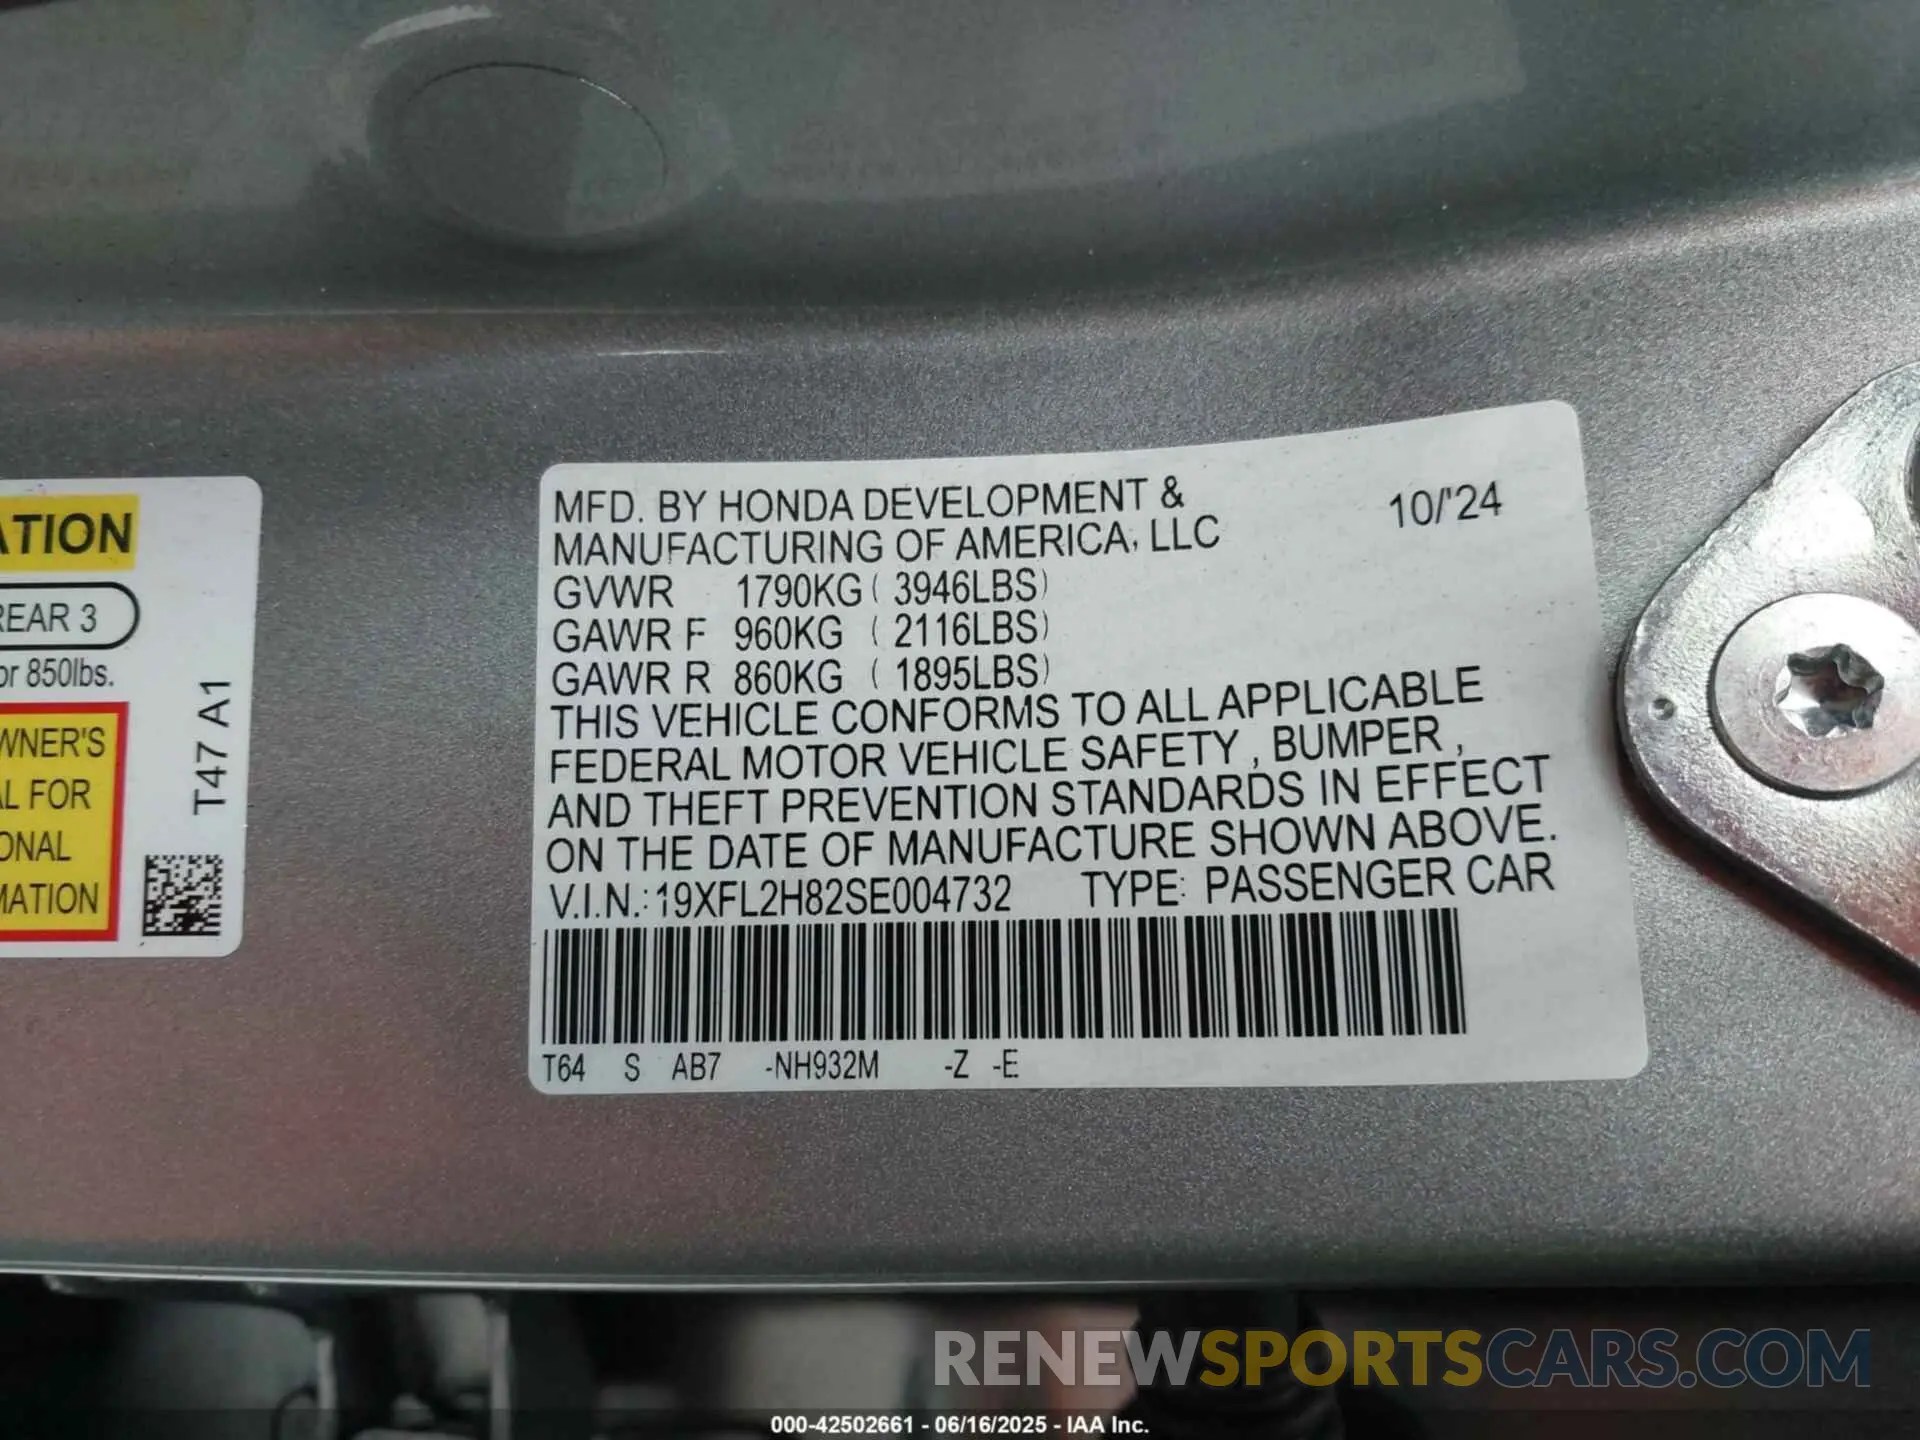 ATION
REAR 3
or 850lbs.
WNER'S
AL FOR
ONAL
MATION
T47 A1
MFD. BY HONDA DEVELOPMENT &
MANUFACTURING OF AMERICA, LLC
10/'24
GVWR 1790KG ( 3946LBS)
GAWR F 960KG ( 2116LBS)
GAWR R 860KG ( 1895LBS)
THIS VEHICLE CONFORMS TO ALL APPLICABLE
FEDERAL MOTOR VEHICLE SAFETY , BUMPER ,
AND THEFT PREVENTION STANDARDS IN EFFECT
ON THE DATE OF MANUFACTURE SHOWN ABOVE.
V.I.N.: 19XFL2H82SE004732 TYPE: PASSENGER CAR
T64 S AB7 -NH932M -Z -E
RENEWSPORTSCARS.COM
000-42502661 - 06/16/2025 - IAA Inc.